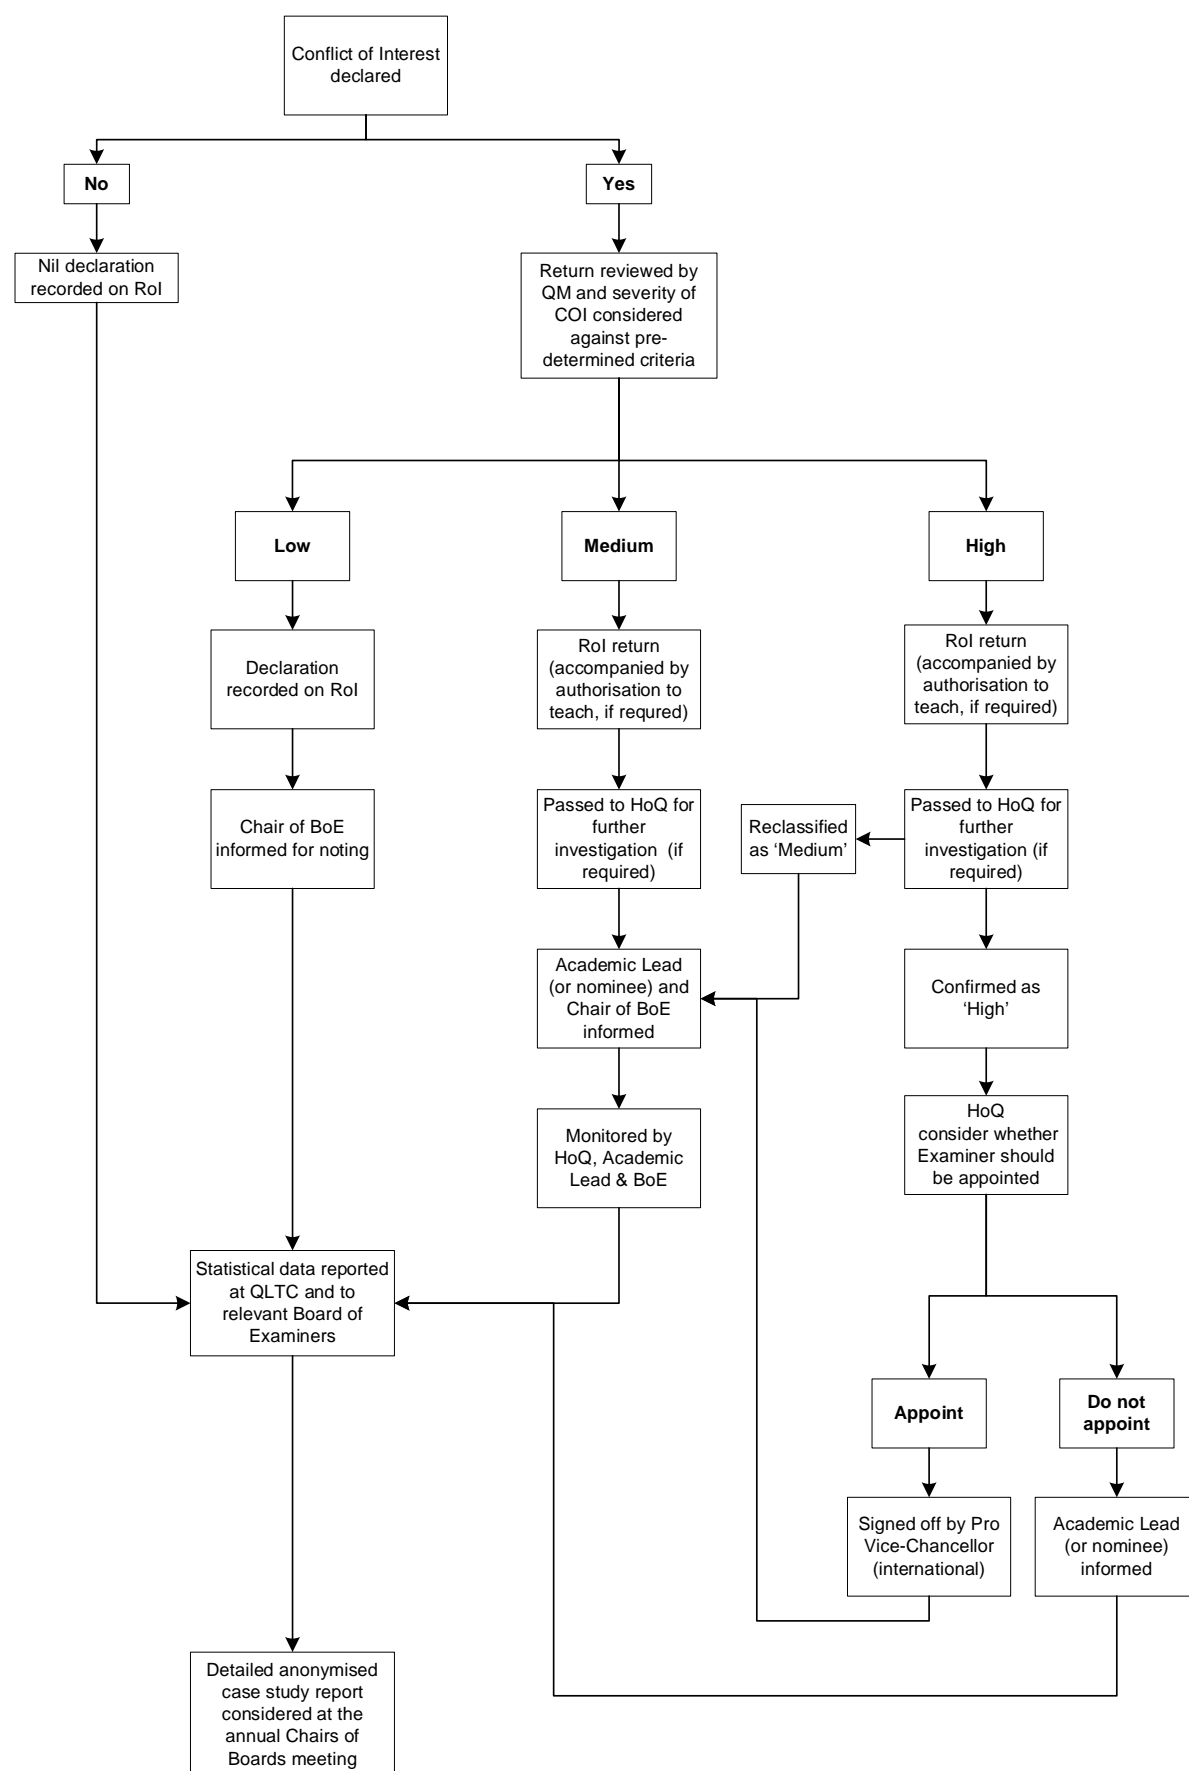 Conflict of Interest
declared
No
Yes
Nil declaration
recorded on RoI
Return reviewed by
QM and severity of
COI considered
against pre-
determined criteria
Low
Medium
High
Declaration
recorded on RoI
RoI return
(accompanied by
authorisation to
teach, if requred)
RoI return
(accompanied by
authorisation to
teach, if required)
Chair of BoE
informed for noting
Passed to HoQ for
further
investigation (if
required)
Reclassified
as ‘Medium’
Passed to HoQ for
further
investigation (if
required)
Academic Lead
(or nominee) and
Chair of BoE
informed
Confirmed as
‘High’
Monitored by
HoQ, Academic
Lead & BoE
HoQ
consider whether
Examiner should
be appointed
Statistical data reported
at QLTC and to
relevant Board of
Examiners
Appoint
Do not
appoint
Signed off by Pro
Vice-Chancellor
(international)
Academic Lead
(or nominee)
informed
Detailed anonymised
case study report
considered at the
annual Chairs of
Boards meeting